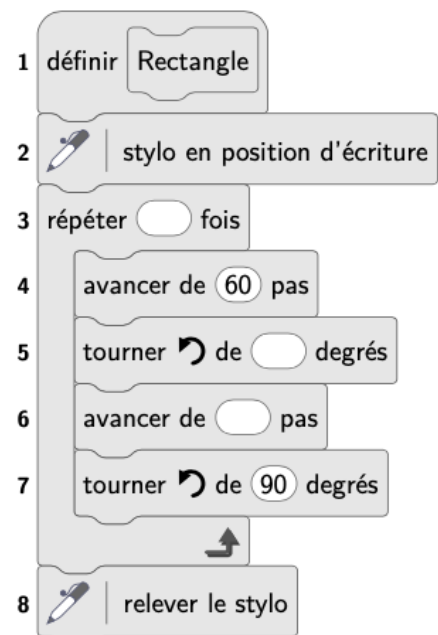 1 définir Rectangle
2 stylo en position d'écriture
3 répéter fois
4 avancer de 60 pas
5 tourner de degrés
6 avancer de pas
7 tourner de 90 degrés
8 relever le stylo